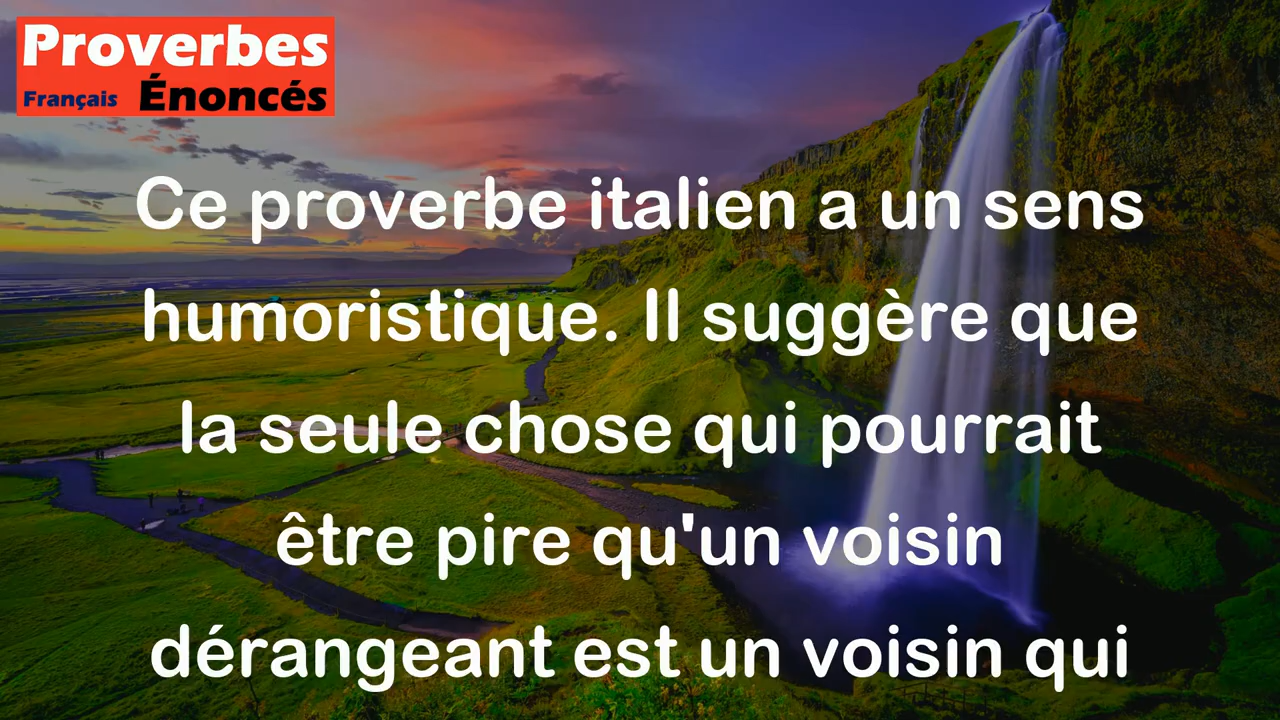 Proverbes
Français Énoncés
Ce proverbe italien a un sens
humoristique. Il suggère que
la seule chose qui pourrait
être pire qu'un voisin
dérangeant est un voisin qui